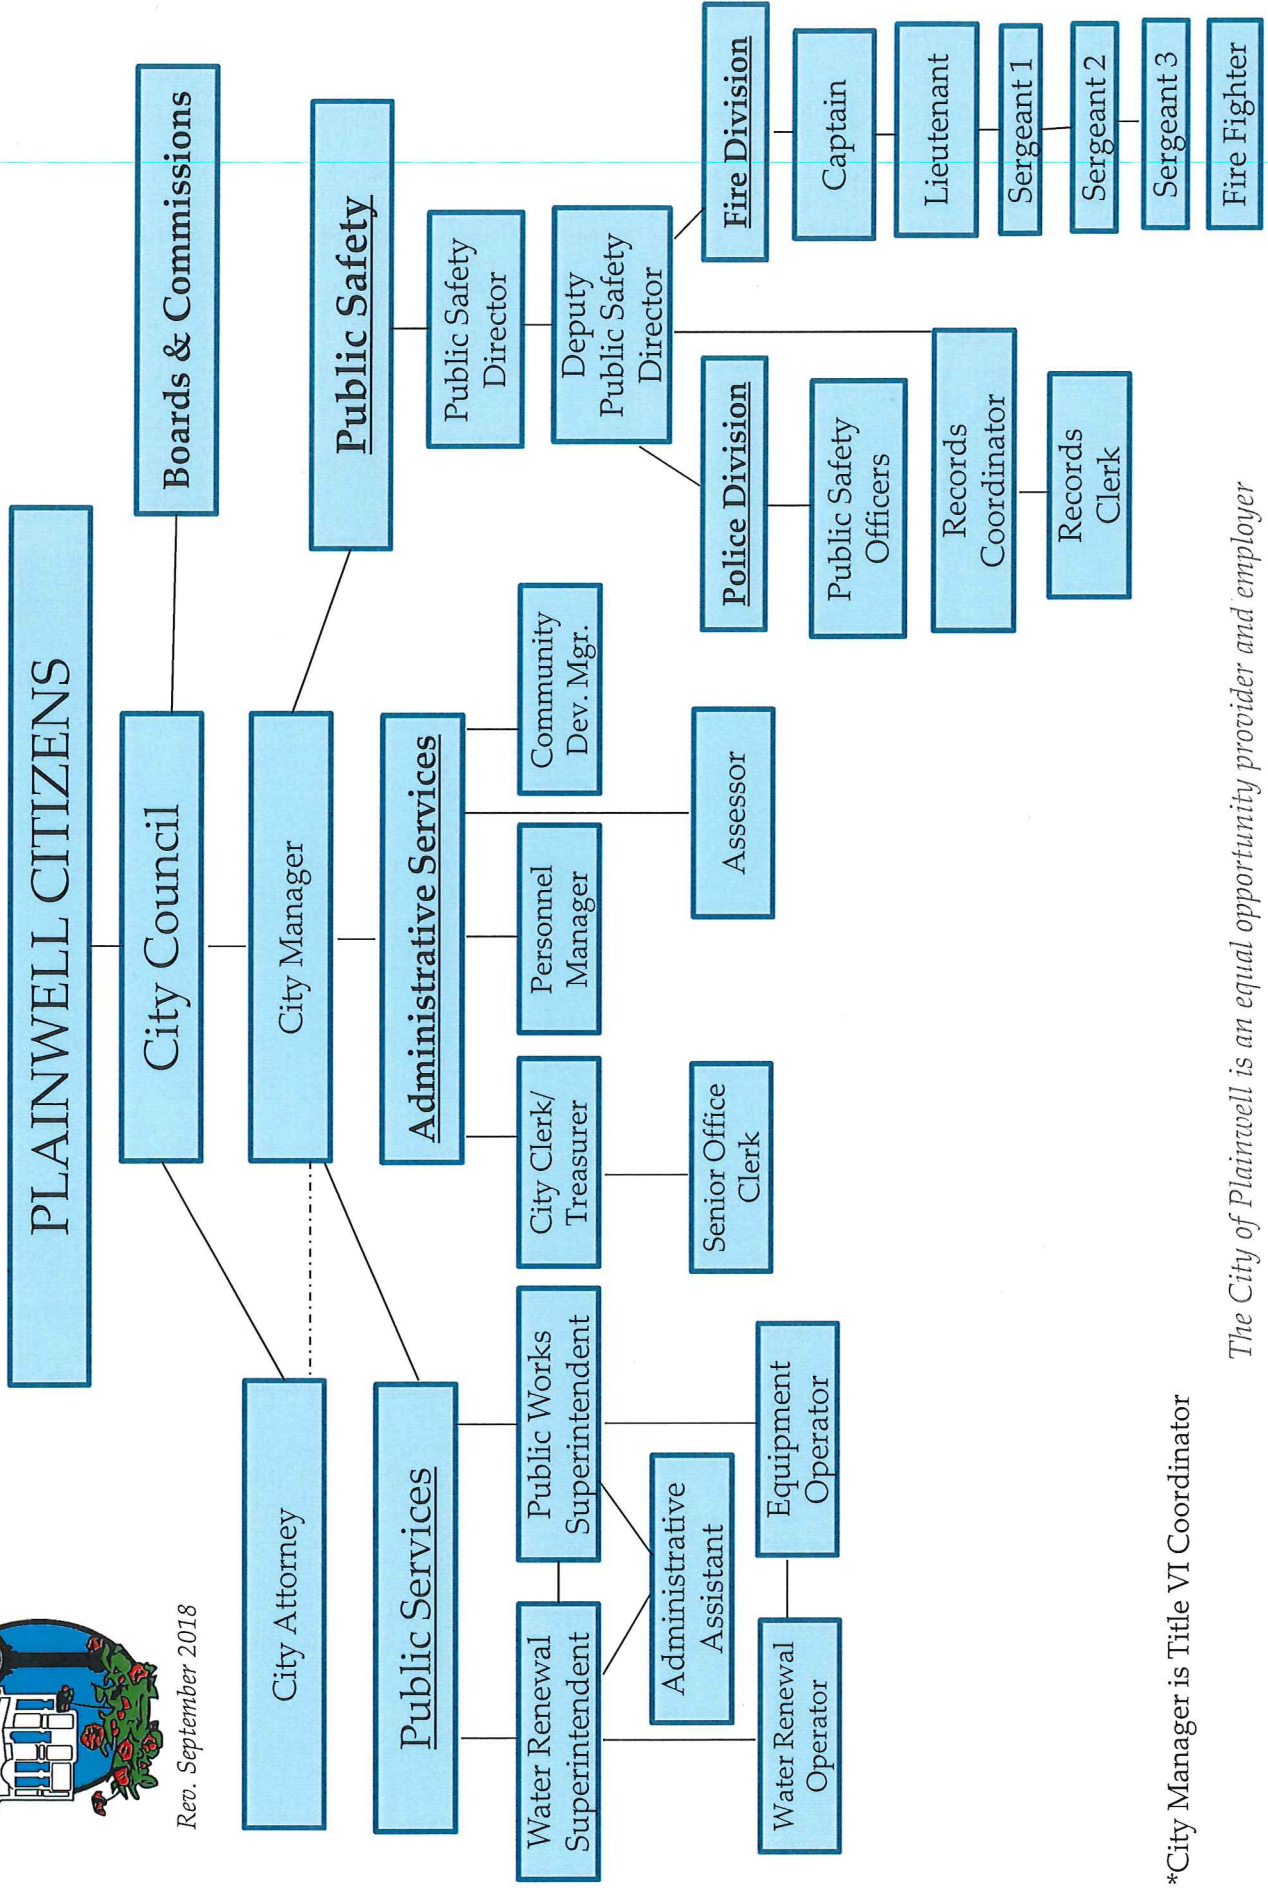 PLAINWELL CITIZENS
Rev. September 2018
City Council
Boards & Commissions
City Attorney
City Manager
Public Safety
Public Services
Administrative Services
Public Safety
Director
Water Renewal
Superintendent
Public Works
Superintendent
City Clerk/
Treasurer
Personnel
Manager
Community
Dev. Mgr.
Deputy
Public Safety
Director
Administrative
Assistant
Senior Office
Clerk
Assessor
Police Division
Fire Division
Water Renewal
Operator
Equipment
Operator
Public Safety
Officers
Captain
Lieutenant
Records
Coordinator
Sergeant 1
Records
Clerk
Sergeant 2
Sergeant 3
Fire Fighter
*City Manager is Title VI Coordinator
The City of Plainwell is an equal opportunity provider and employer